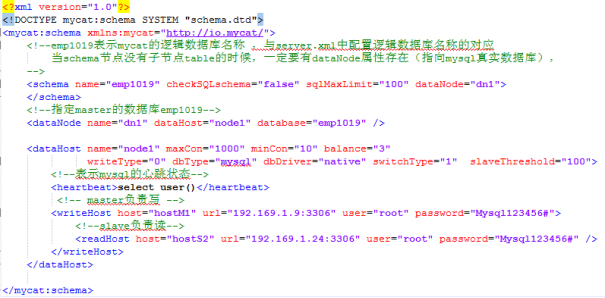 <?xml version="1.0"?>
<!DOCTYPE mycat:schema SYSTEM "schema.dtd">
<mycat:schema xmlns:mycat="http://io.mycat/">
<!--emp1019表示mycat的逻辑数据库名称 ，与server.xml中配置逻辑数据库名称的对应
当schema节点没有子节点table的时候，一定要有dataNode属性存在（指向mysql真实数据库），
-->
<schema name="emp1019" checkSQLschema="false" sqlMaxLimit="100" dataNode="dn1">
</schema>
<!--指定master的数据库emp1019-->
<dataNode name="dn1" dataHost="node1" database="emp1019" />
<dataHost name="node1" maxCon="1000" minCon="10" balance="3"
writeType="0" dbType="mysql" dbDriver="native" switchType="1" slaveThreshold="100">
<!--表示mysql的心跳状态-->
<heartbeat>select user()</heartbeat>
<!-- master负责写 -->
<writeHost host="hostM1" url="192.169.1.9:3306" user="root" password="Mysql123456#">
<!--slave负责读-->
<readHost host="hostS2" url="192.169.1.24:3306" user="root" password="Mysql123456#" />
</writeHost>
</dataHost>
</mycat:schema>